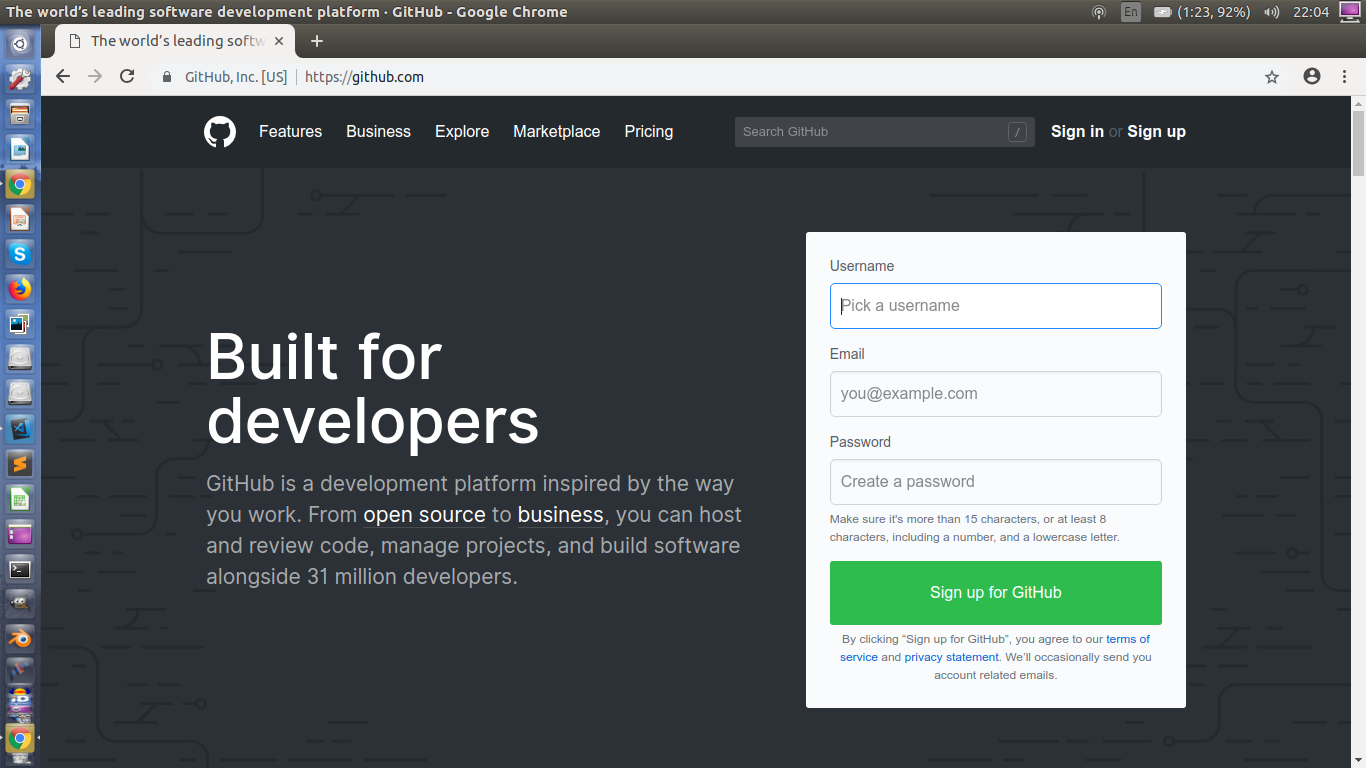 The world's leading software development platform · GitHub - Google Chrome
En (1:23, 92%) 22:04
The world's leading softw
GitHub, Inc. [US] https://github.com
Features Business Explore Marketplace Pricing Search GitHub / Sign in or Sign up
Username
Pick a username
Email
you@example.com
Password
Create a password
Make sure it's more than 15 characters, or at least 8
characters, including a number, and a lowercase letter.
Sign up for GitHub
By clicking “Sign up for GitHub”, you agree to our terms of
service and privacy statement. We'll occasionally send you
account related emails.
Built for
developers
GitHub is a development platform inspired by the way
you work. From open source to business, you can host
and review code, manage projects, and build software
alongside 31 million developers.